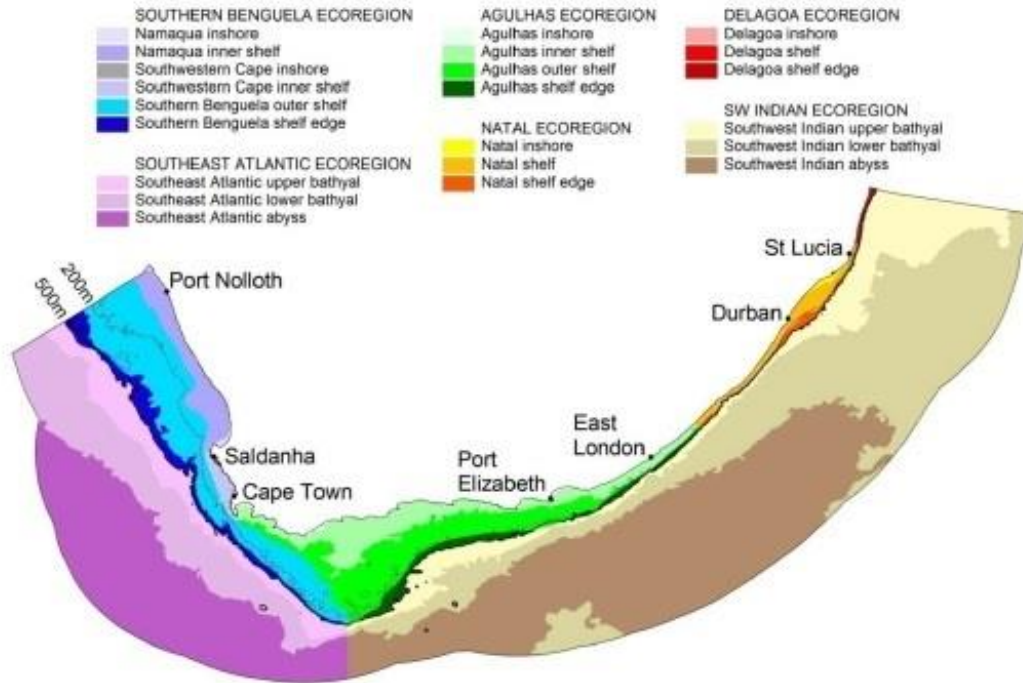 SOUTHERN BENGUELA ECOREGION
Namaqua inshore
Namaqua inner shelf
Southwestern Cape inshore
Southwestern Cape inner shelf
Southern Benguela outer shelf
Southern Benguela shelf edge
SOUTHEAST ATLANTIC ECOREGION
Southeast Atlantic upper bathyal
Southeast Atlantic lower bathyal
Southeast Atlantic abyss
AGULHAS ECOREGION
Agulhas inshore
Agulhas inner shelf
Agulhas outer shelf
Agulhas shelf edge
NATAL ECOREGION
Natal inshore
Natal shelf
Natal shelf edge
DELAGOA ECOREGION
Delagoa inshore
Delagoa shelf
Delagoa shelf edge
SW INDIAN ECOREGION
Southwest Indian upper bathyal
Southwest Indian lower bathyal
Southwest Indian abyss
200m
500m
Port Nolloth
Saldanha
Cape Town
Port
Elizabeth
East
London
Durban
St Lucia